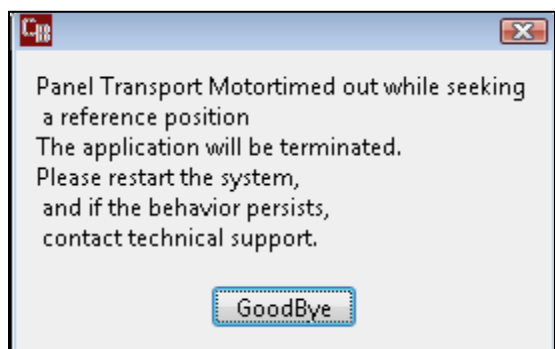 C18
Panel Transport Motortimed out while seeking
a reference position
The application will be terminated.
Please restart the system,
and if the behavior persists,
contact technical support.
GoodBye